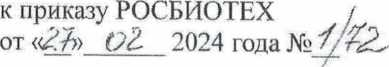 к приказу РОСБИОТЕХ
от «27» 02 2024 года № 1/72